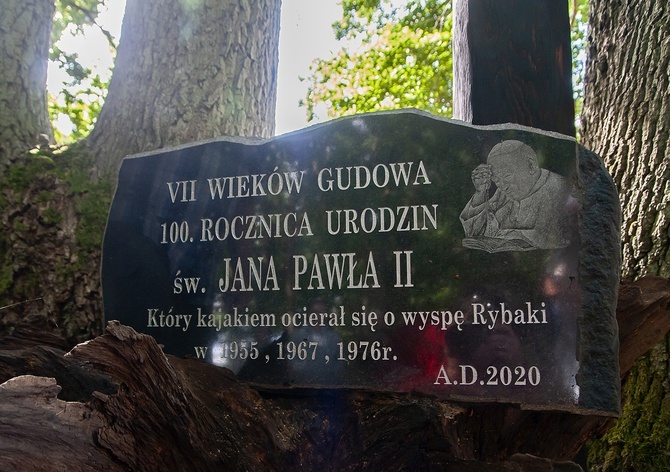 VII WIEKÓW GUDOWA
100. ROCZNICA URODZIN
św. JANA PAWŁA II
Który kajakiem ocierał się o wyspę Rybaki
w 1955, 1967, 1976r.
A.D.2020